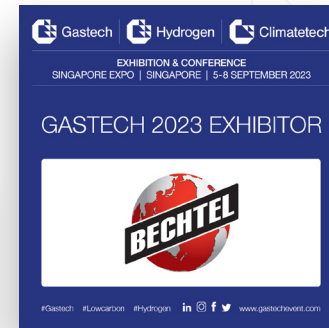 Gastech Hydrogen Climatetech
EXHIBITION & CONFERENCE
SINGAPORE EXPO | SINGAPORE | 5-8 SEPTEMBER 2023
GASTECH 2023 EXHIBITOR
BECHTEL
#Gastech #Lowcarbon #Hydrogen in f www.gastechevent.com